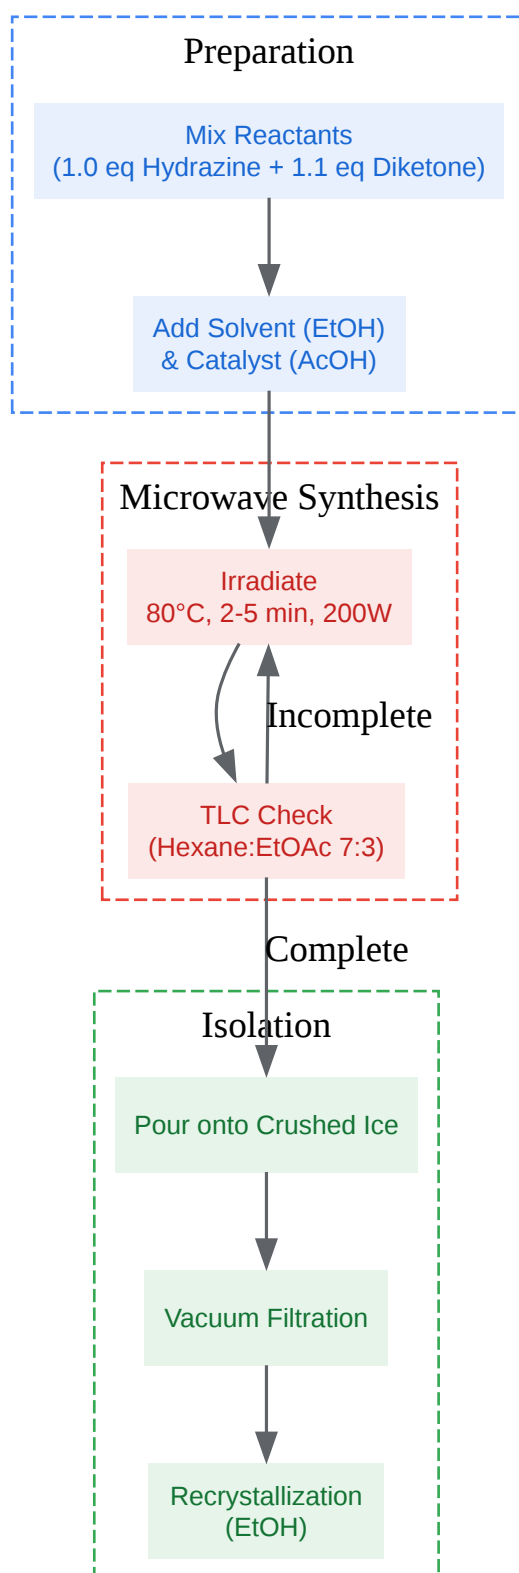 Preparation
Mix Reactants
(1.0 eq Hydrazine + 1.1 eq Diketone)
Add Solvent (EtOH)
& Catalyst (AcOH)
Microwave Synthesis
Irradiate
80°C, 2-5 min, 200W
Incomplete
TLC Check
(Hexane:EtOAc 7:3)
Complete
Isolation
Pour onto Crushed Ice
Vacuum Filtration
Recrystallization
(EtOH)